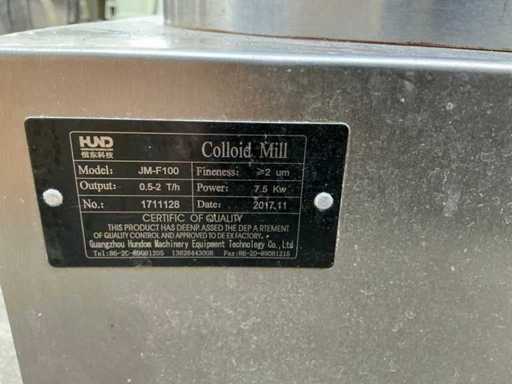 HUND
恒东科技
Colloid Mill
Model: JM-F100 Fineness: ≥2 um
Output: 0.5-2 T/h Power: 7.5 Kw
No.: 1711128 Date: 2017.11
CERTIFIC OF QUALITY
THIS PRODUCT HAS DEENP.ASSED THE DEP A RTEMENT
OF QUALITY CONTROL AND APPROVED TO DE EX FACTORY.
Guangzhou Hundom Machinery Equipment Technology Co.,Ltd